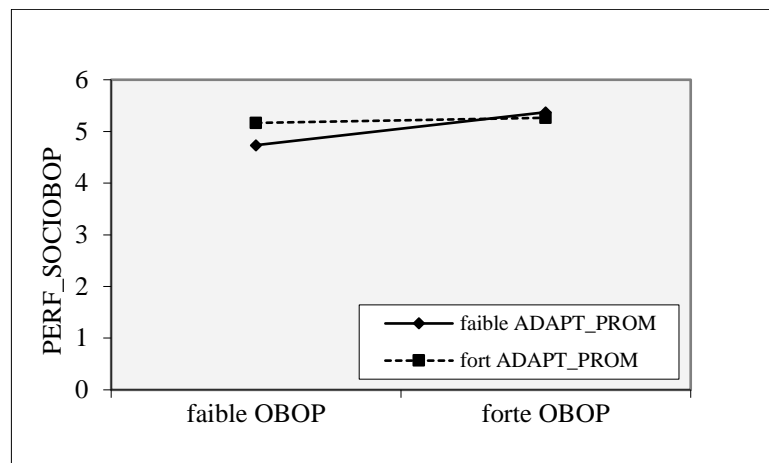 PERF_SOCIOBOP
6
5
4
3
2
1
0
faible OBOP
forte OBOP
faible ADAPT_PROM
fort ADAPT_PROM